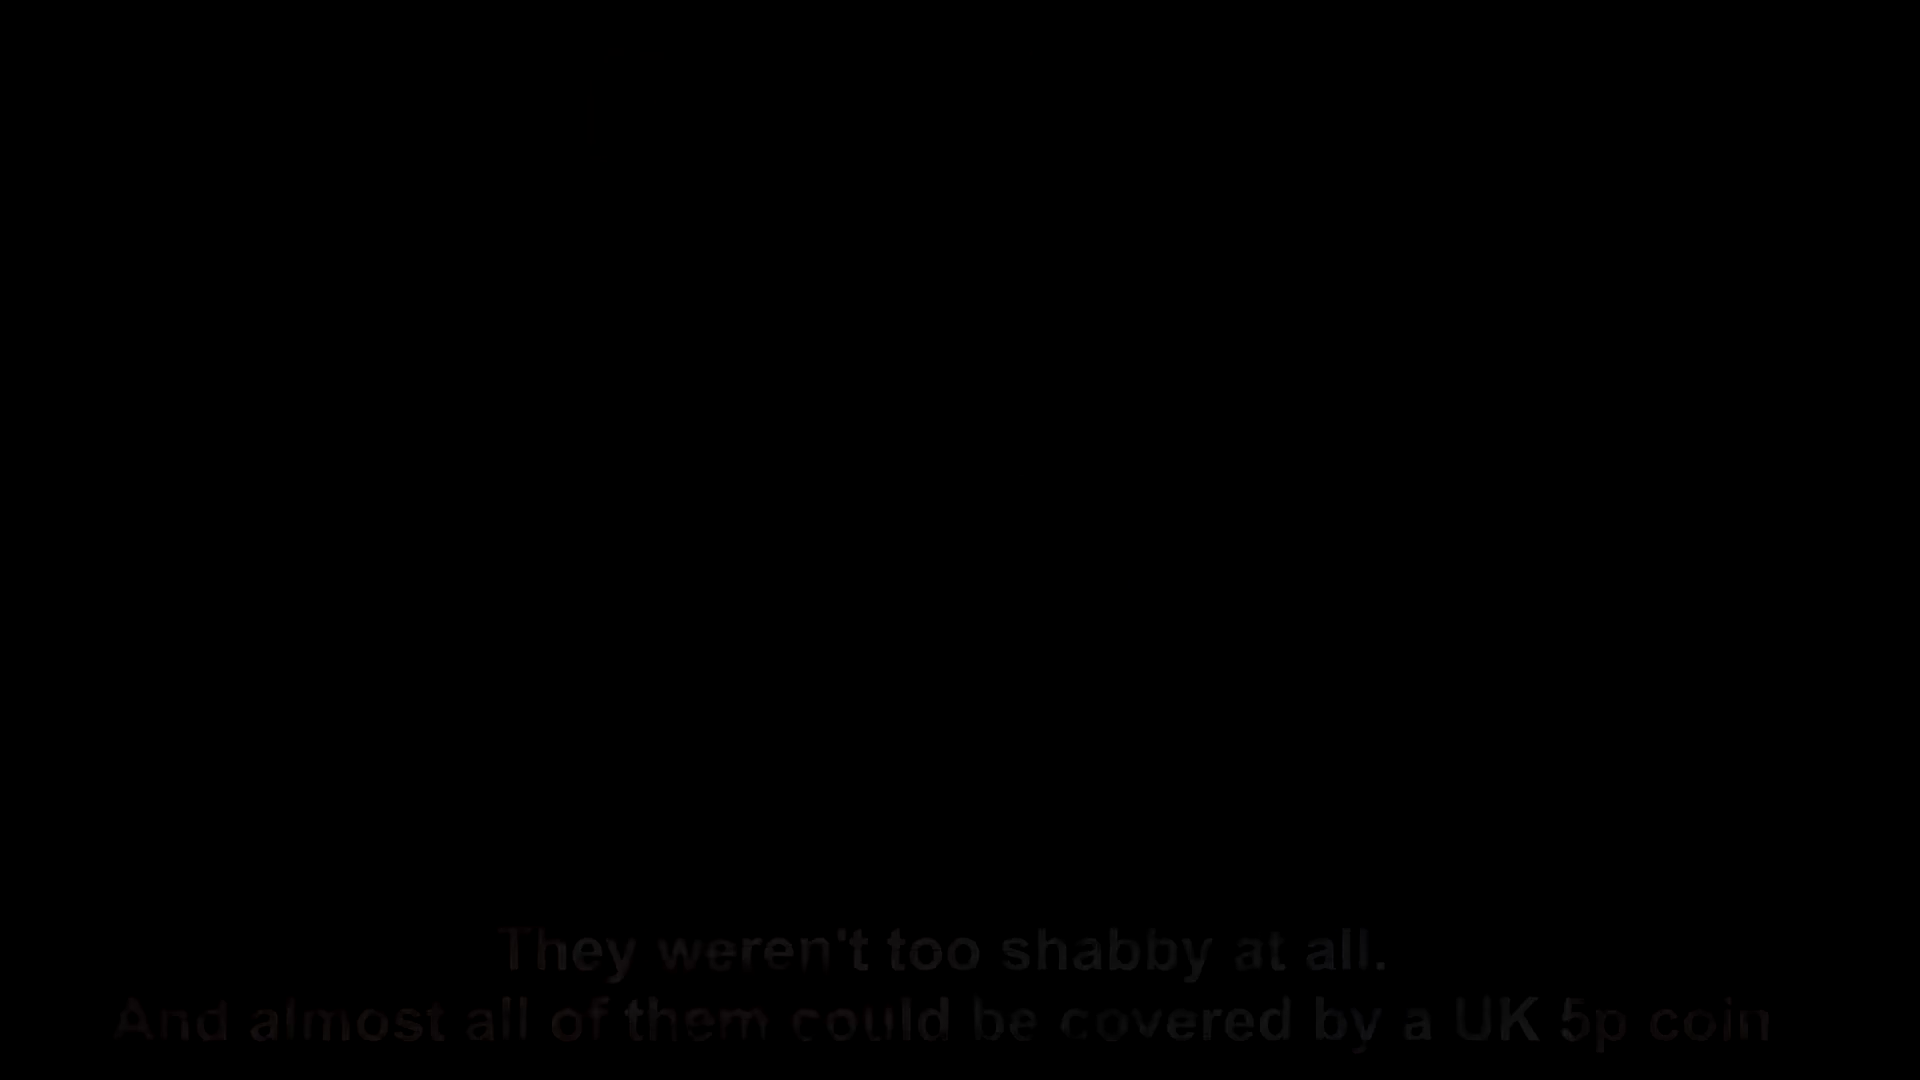 They weren't too shabby at all.
And almost all of them could be covered by a UK 5p coin